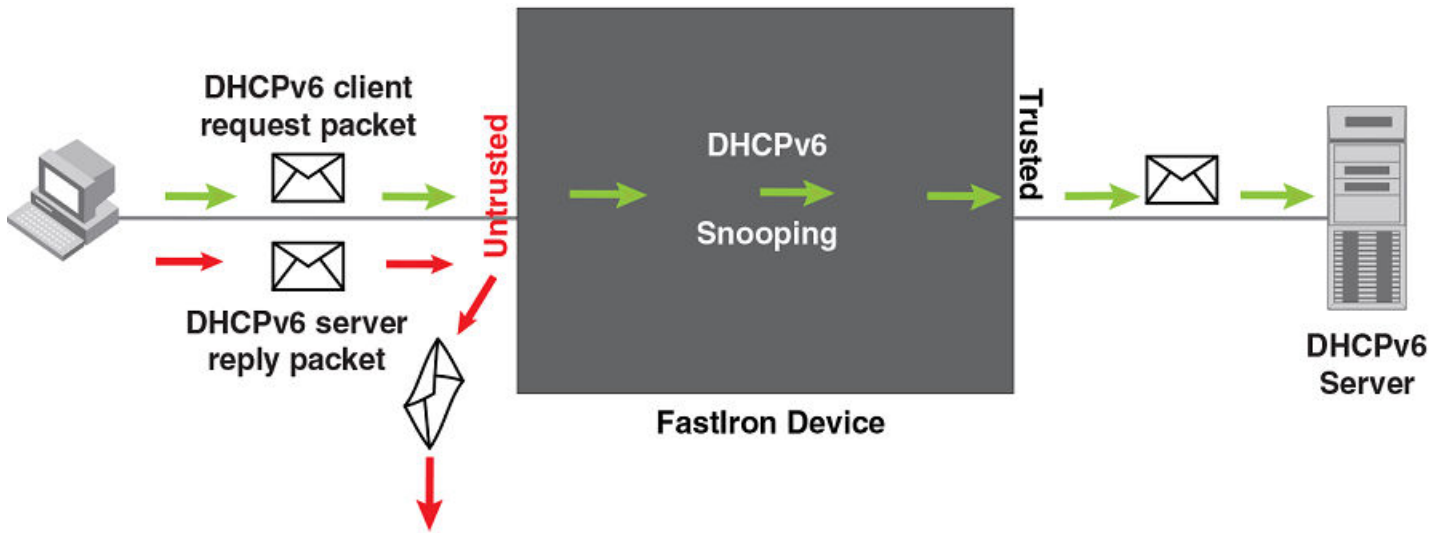 DHCPv6 client
request packet
Untrusted
DHCPv6
Snooping
Trusted
DHCPv6 server
reply packet
DHCPv6
Server
FastIron Device